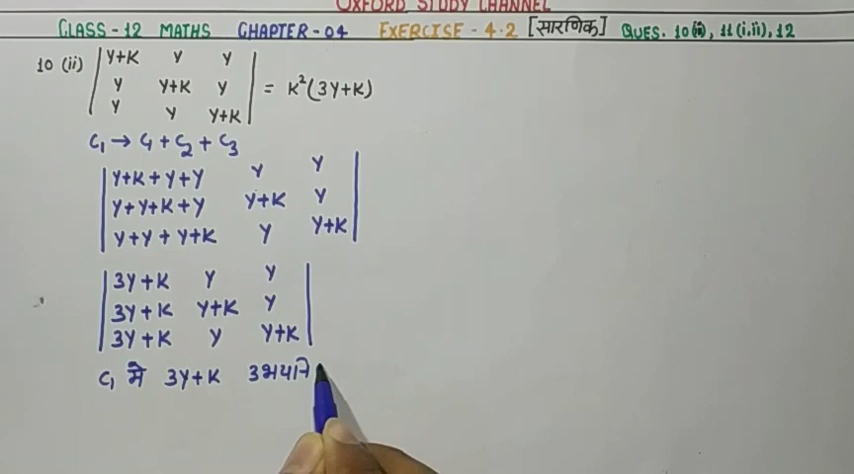 OXFORD STUDY CHANNEL
CLASS-12 MATHS CHAPTER-04 EXERCISE-4.2 [सारणिक] QUES. 10(ii), 11(i,ii), 12
10 (ii) | Y+K Y Y |
| Y Y+K Y | = K²(3Y+K)
| Y Y Y+K |
C₁ → C₁ + C₂ + C₃
| Y+K+Y+Y Y Y |
| Y+Y+K+Y Y+K Y |
| Y+Y+Y+K Y Y+K |
| 3Y+K Y Y |
| 3Y+K Y+K Y |
| 3Y+K Y Y+K |
C₁ में 3Y+K